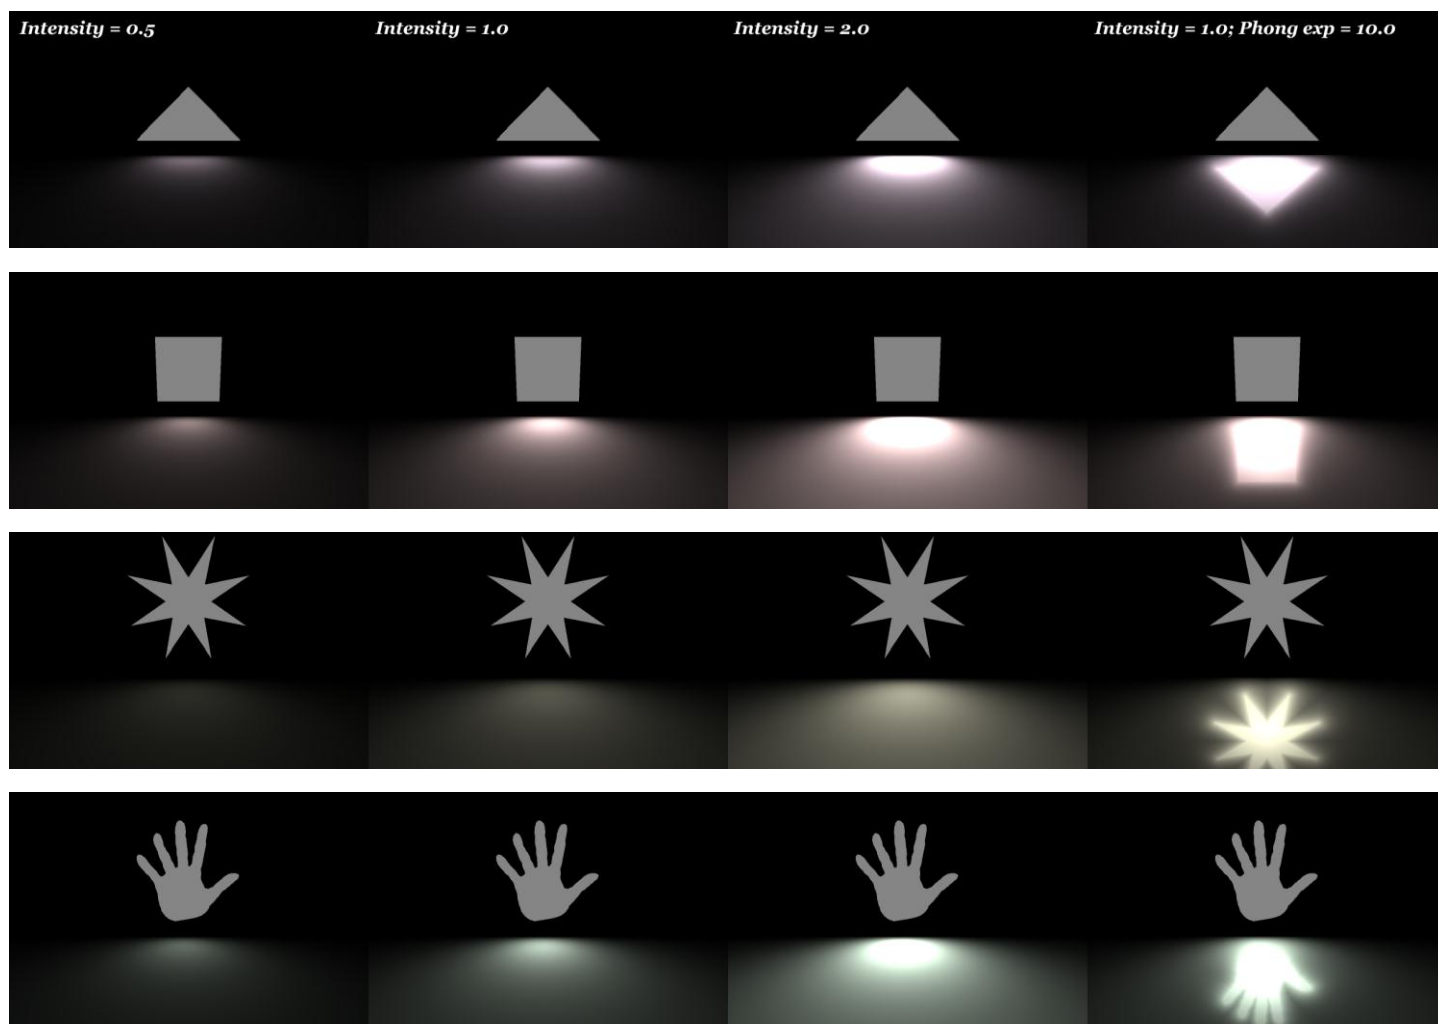 Intensity = 0.5
Intensity = 1.0
Intensity = 2.0
Intensity = 1.0; Phong exp = 10.0